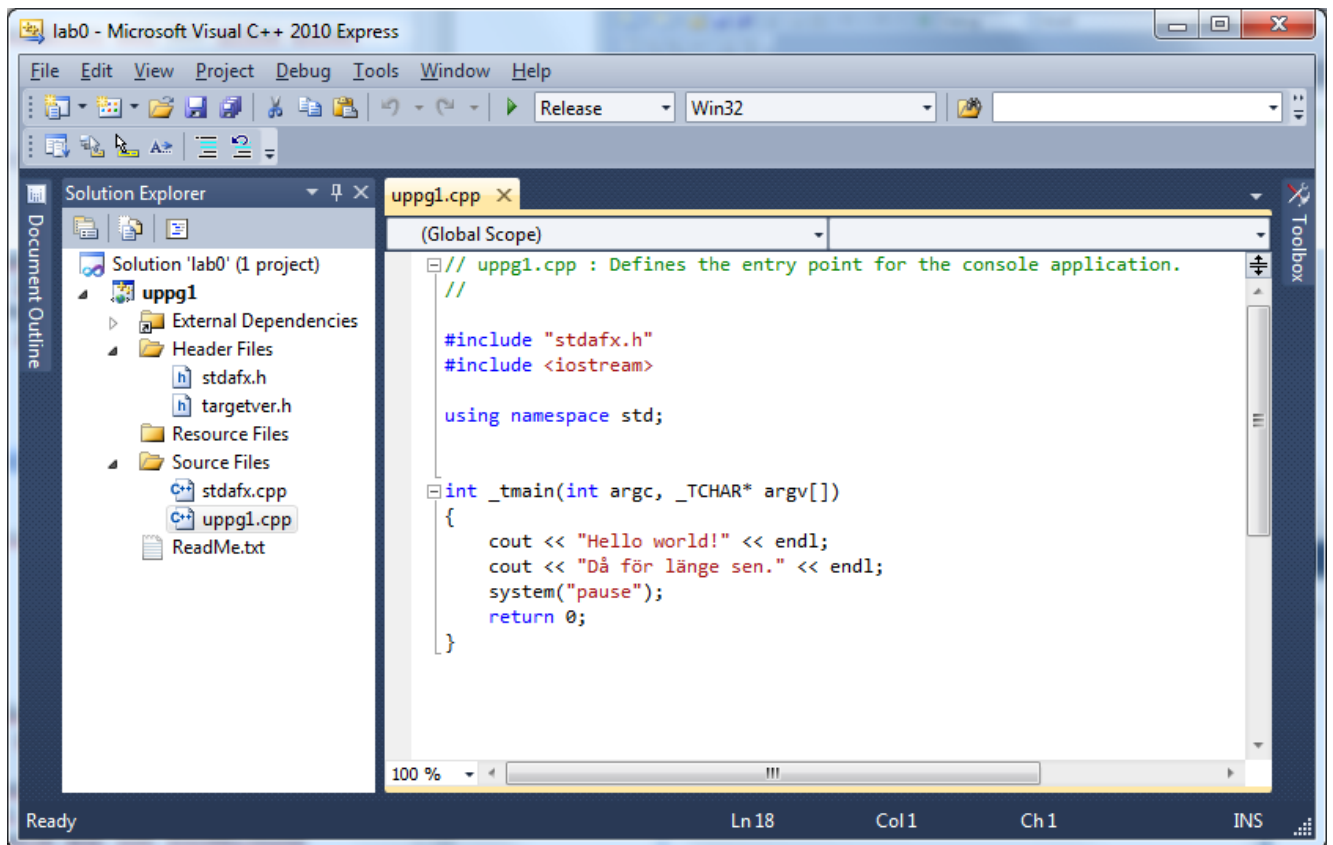 lab0 - Microsoft Visual C++ 2010 Express
File Edit View Project Debug Tools Window Help
Release Win32
Document Outline
Solution Explorer
Solution 'lab0' (1 project)
uppg1
External Dependencies
Header Files
stdafx.h
targetver.h
Resource Files
Source Files
stdafx.cpp
uppg1.cpp
ReadMe.txt
uppg1.cpp
(Global Scope)
// uppg1.cpp : Defines the entry point for the console application.
//
#include "stdafx.h"
#include <iostream>
using namespace std;
int _tmain(int argc, _TCHAR* argv[])
{
cout << "Hello world!" << endl;
cout << "Då för länge sen." << endl;
system("pause");
return 0;
}
100 %
Toolbox
Ready Ln 18 Col 1 Ch 1 INS